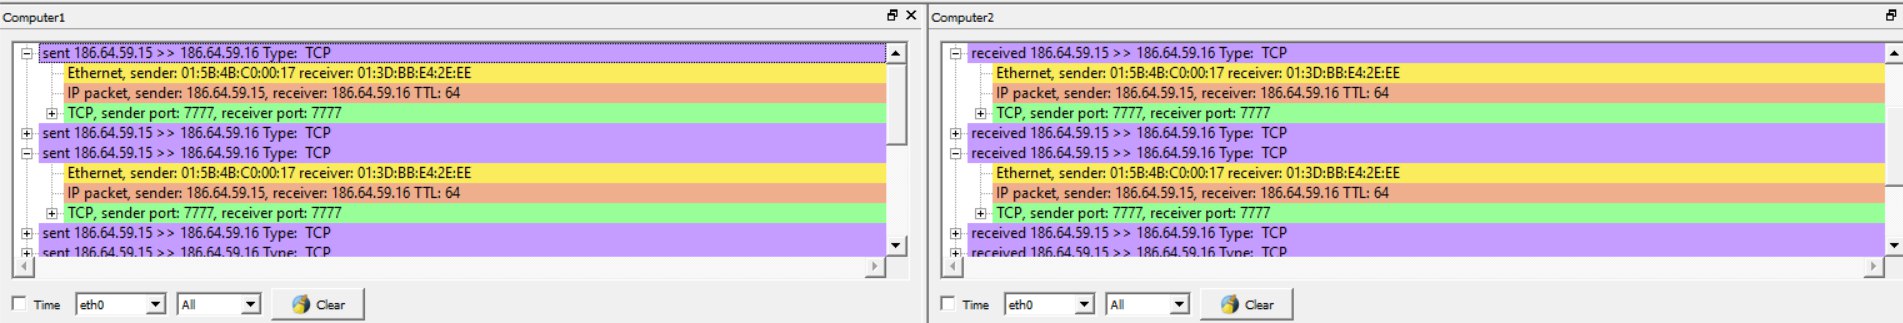 Computer1
sent 186.64.59.15 >> 186.64.59.16 Type: TCP
Ethernet, sender: 01:5B:4B:C0:00:17 receiver: 01:3D:BB:E4:2E:EE
IP packet, sender: 186.64.59.15, receiver: 186.64.59.16 TTL: 64
TCP, sender port: 7777, receiver port: 7777
sent 186.64.59.15 >> 186.64.59.16 Type: TCP
sent 186.64.59.15 >> 186.64.59.16 Type: TCP
Ethernet, sender: 01:5B:4B:C0:00:17 receiver: 01:3D:BB:E4:2E:EE
IP packet, sender: 186.64.59.15, receiver: 186.64.59.16 TTL: 64
TCP, sender port: 7777, receiver port: 7777
sent 186.64.59.15 >> 186.64.59.16 Type: TCP
sent 186.64.59.15 >> 186.64.59.16 Type: TCP
Time eth0 All Clear
Computer2
received 186.64.59.15 >> 186.64.59.16 Type: TCP
Ethernet, sender: 01:5B:4B:C0:00:17 receiver: 01:3D:BB:E4:2E:EE
IP packet, sender: 186.64.59.15, receiver: 186.64.59.16 TTL: 64
TCP, sender port: 7777, receiver port: 7777
received 186.64.59.15 >> 186.64.59.16 Type: TCP
received 186.64.59.15 >> 186.64.59.16 Type: TCP
Ethernet, sender: 01:5B:4B:C0:00:17 receiver: 01:3D:BB:E4:2E:EE
IP packet, sender: 186.64.59.15, receiver: 186.64.59.16 TTL: 64
TCP, sender port: 7777, receiver port: 7777
received 186.64.59.15 >> 186.64.59.16 Type: TCP
received 186.64.59.15 >> 186.64.59.16 Type: TCP
Time eth0 All Clear